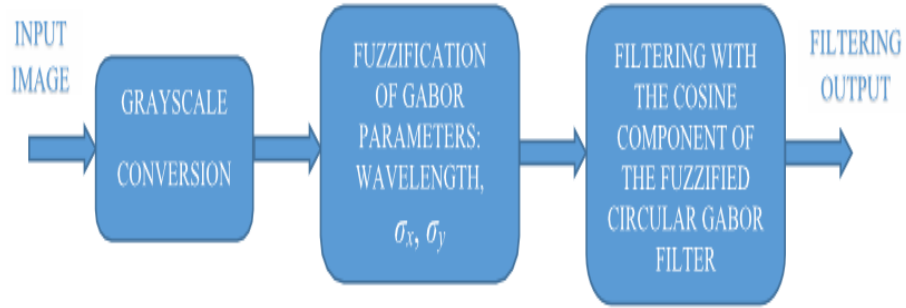 INPUT
IMAGE
GRAYSCALE
CONVERSION
FUZZIFICATION
OF GABOR
PARAMETERS:
WAVELENGTH,
σx, σy
FILTERING WITH
THE COSINE
COMPONENT OF
THE FUZZIFIED
CIRCULAR GABOR
FILTER
FILTERING
OUTPUT